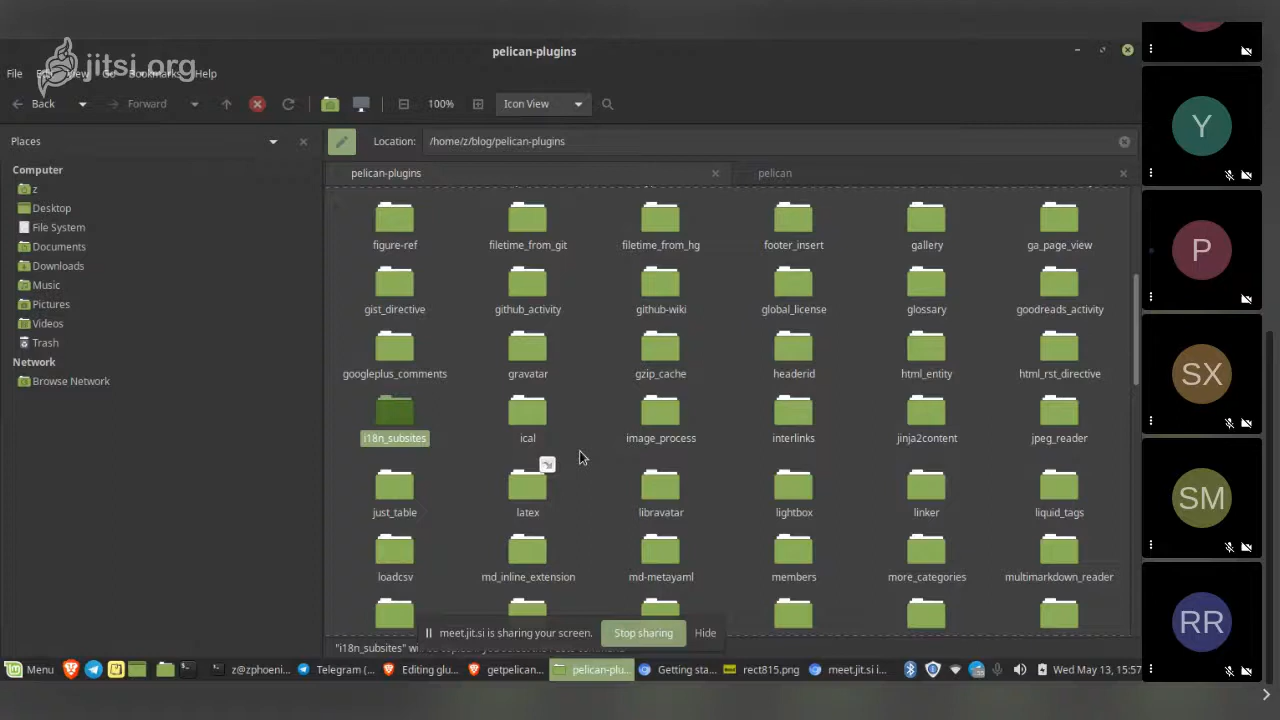 pelican-plugins
jitsi.org
File Edit View Go Bookmarks Help
Back Forward 100% Icon View
Places
Location: /home/z/blog/pelican-plugins
pelican-plugins pelican
Computer
z
Desktop
File System
Documents
Downloads
Music
Pictures
Videos
Trash
Network
Browse Network
figure-ref filetime_from_git filetime_from_hg footer_insert gallery ga_page_view
gist_directive github_activity github-wiki global_license glossary goodreads_activity
googleplus_comments gravatar gzip_cache headerid html_entity html_rst_directive
i18n_subsites ical image_process interlinks jinja2content jpeg_reader
just_table latex libravatar lightbox linker liquid_tags
loadcsv md_inline_extension md-metayaml members more_categories multimarkdown_reader
meet.jit.si is sharing your screen. Stop sharing Hide
"i18n_subsites"
Menu z@zphoeni... Telegram (... Editing glu... getpelican... pelican-plu... Getting sta... rect815.png meet.jit.si i... Wed May 13, 15:57
Y
P
SX
SM
RR